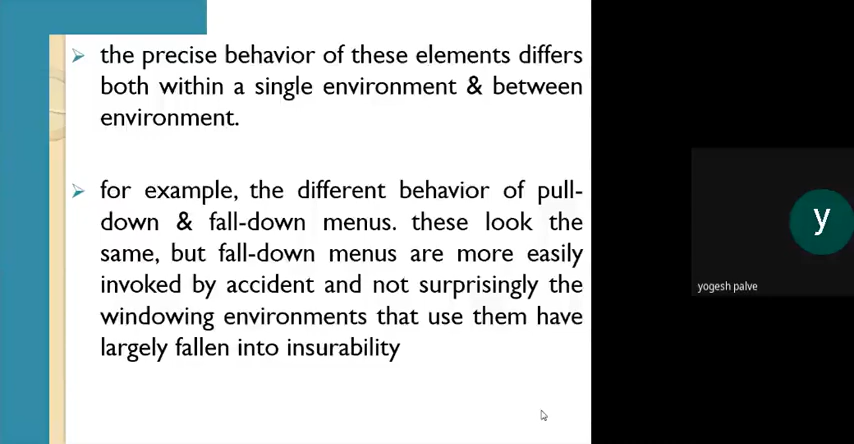 the precise behavior of these elements differs
both within a single environment & between
environment.
for example, the different behavior of pull-
down & fall-down menus. these look the
same, but fall-down menus are more easily
invoked by accident and not surprisingly the
windowing environments that use them have
largely fallen into insurability
y
yogesh palve